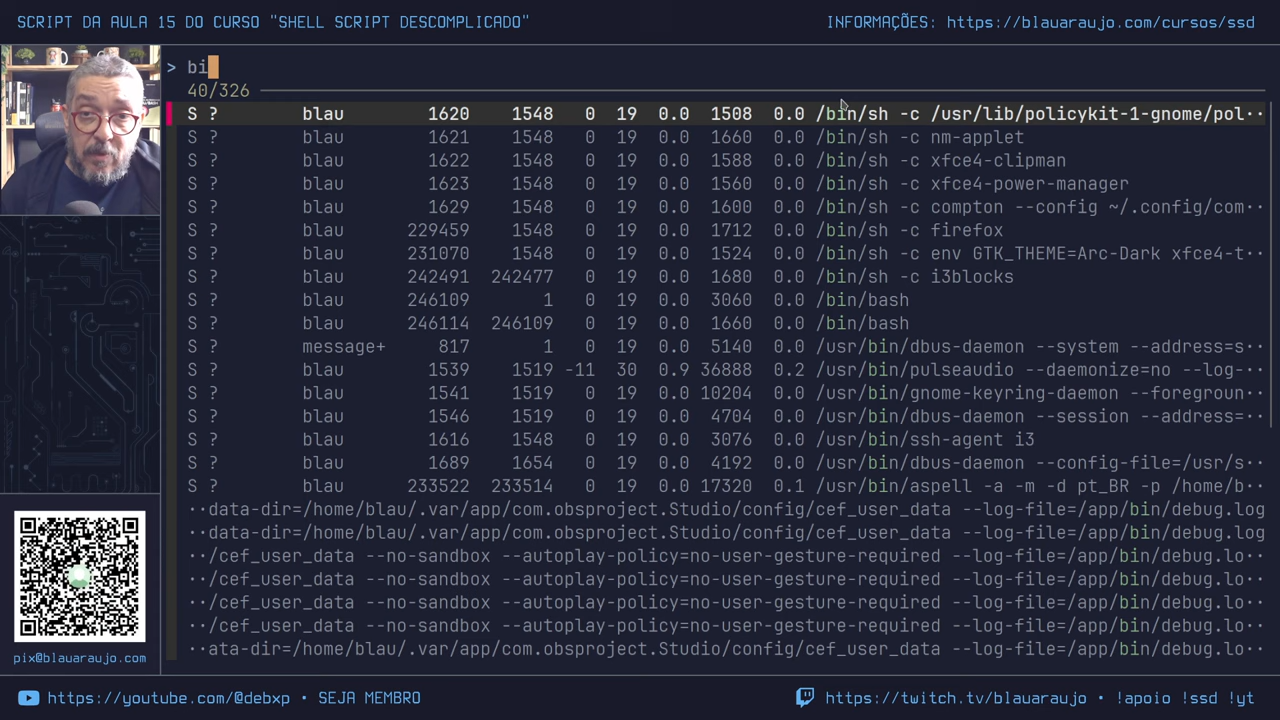 SCRIPT DA AULA 15 DO CURSO "SHELL SCRIPT DESCOMPLICADO"
INFORMAÇÕES: https://blauaraujo.com/cursos/ssd
> bi
40/326
S ? blau 1620 1548 0 19 0.0 1508 0.0 /bin/sh -c /usr/lib/policykit-1-gnome/pol··
S ? blau 1621 1548 0 19 0.0 1660 0.0 /bin/sh -c nm-applet
S ? blau 1622 1548 0 19 0.0 1588 0.0 /bin/sh -c xfce4-clipman
S ? blau 1623 1548 0 19 0.0 1560 0.0 /bin/sh -c xfce4-power-manager
S ? blau 1629 1548 0 19 0.0 1600 0.0 /bin/sh -c compton --config ~/.config/com··
S ? blau 229459 1548 0 19 0.0 1712 0.0 /bin/sh -c firefox
S ? blau 231070 1548 0 19 0.0 1524 0.0 /bin/sh -c env GTK_THEME=Arc-Dark xfce4-t··
S ? blau 242491 242477 0 19 0.0 1680 0.0 /bin/sh -c i3blocks
S ? blau 246109 1 0 19 0.0 3060 0.0 /bin/bash
S ? blau 246114 246109 0 19 0.0 1660 0.0 /bin/bash
S ? message+ 817 1 0 19 0.0 5140 0.0 /usr/bin/dbus-daemon --system --address=s··
S ? blau 1539 1519 -11 30 0.9 36888 0.2 /usr/bin/pulseaudio --daemonize=no --log-··
S ? blau 1541 1519 0 19 0.0 10204 0.0 /usr/bin/gnome-keyring-daemon --foregroun··
S ? blau 1546 1519 0 19 0.0 4704 0.0 /usr/bin/dbus-daemon --session --address=··
S ? blau 1616 1548 0 19 0.0 3076 0.0 /usr/bin/ssh-agent i3
S ? blau 1689 1654 0 19 0.0 4192 0.0 /usr/bin/dbus-daemon --config-file=/usr/s··
S ? blau 233522 233514 0 19 0.0 17320 0.1 /usr/bin/aspell -a -m -d pt_BR -p /home/b··
··data-dir=/home/blau/.var/app/com.obsproject.Studio/config/cef_user_data --log-file=/app/bin/debug.log
··data-dir=/home/blau/.var/app/com.obsproject.Studio/config/cef_user_data --log-file=/app/bin/debug.log
··/cef_user_data --no-sandbox --autoplay-policy=no-user-gesture-required --log-file=/app/bin/debug.lo··
··/cef_user_data --no-sandbox --autoplay-policy=no-user-gesture-required --log-file=/app/bin/debug.lo··
··/cef_user_data --no-sandbox --autoplay-policy=no-user-gesture-required --log-file=/app/bin/debug.lo··
··/cef_user_data --no-sandbox --autoplay-policy=no-user-gesture-required --log-file=/app/bin/debug.lo··
··ata-dir=/home/blau/.var/app/com.obsproject.Studio/config/cef_user_data --log-file=/app/bin/debug.lo··
pix@blauaraujo.com
https://youtube.com/@debxp • SEJA MEMBRO
https://twitch.tv/blauaraujo • !apoio !ssd !yt